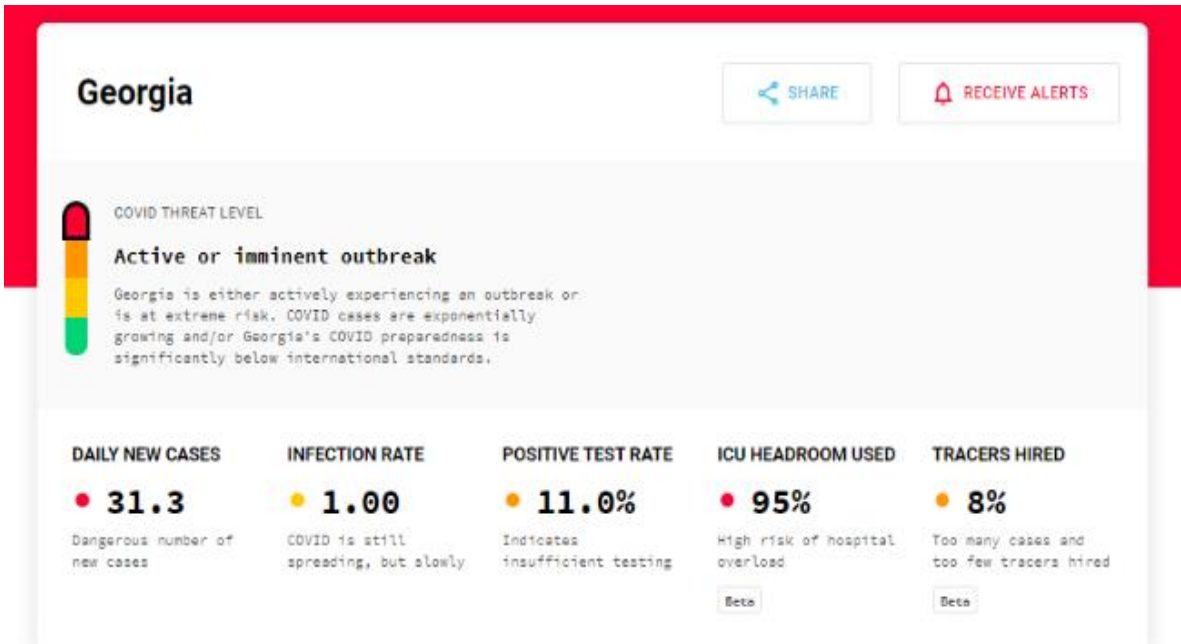 Georgia
SHARE
RECEIVE ALERTS
COVID THREAT LEVEL
Active or imminent outbreak
Georgia is either actively experiencing an outbreak or
is at extreme risk. COVID cases are exponentially
growing and/or Georgia's COVID preparedness is
significantly below international standards.
DAILY NEW CASES
31.3
Dangerous number of
new cases
INFECTION RATE
1.00
COVID is still
spreading, but slowly
POSITIVE TEST RATE
11.0%
Indicates
insufficient testing
ICU HEADROOM USED
95%
High risk of hospital
overload
Beta
TRACERS HIRED
8%
Too many cases and
too few tracers hired
Beta